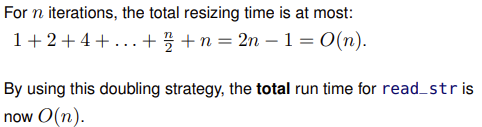 For n iterations, the total resizing time is at most:
1 + 2 + 4 + . . . + n/2 + n = 2n − 1 = O(n).
By using this doubling strategy, the total run time for read_str is
now O(n).